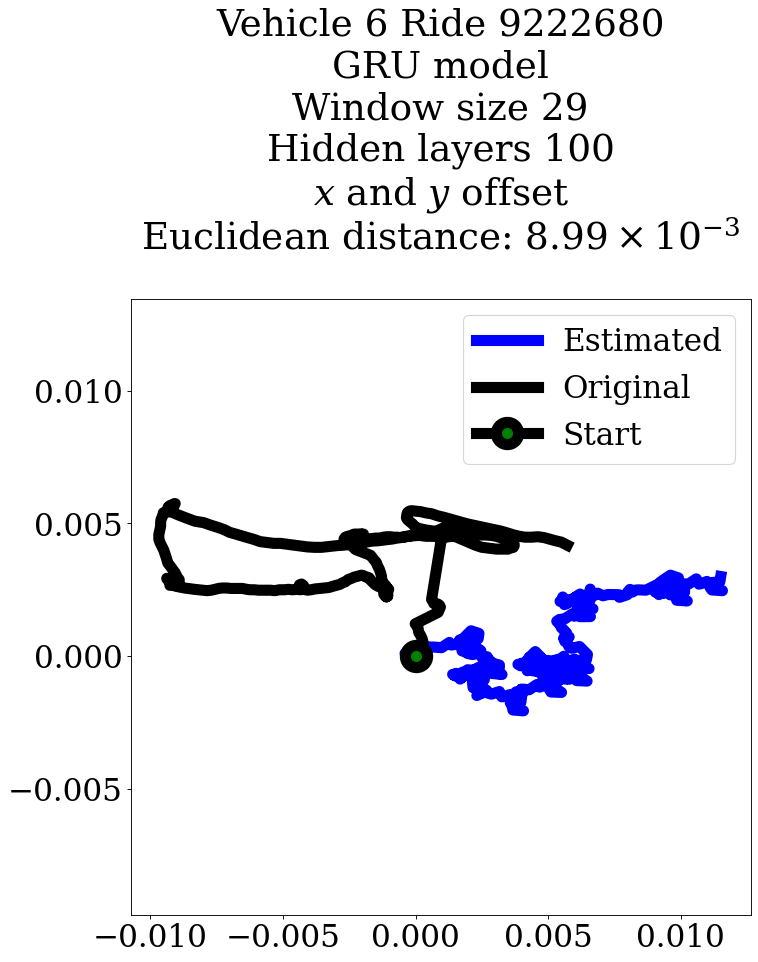 Vehicle 6 Ride 9222680
GRU model
Window size 29
Hidden layers 100
x and y offset
Euclidean distance: 8.99 × 10⁻³
Estimated
Original
Start
0.010
0.005
0.000
−0.005
−0.010 −0.005 0.000 0.005 0.010